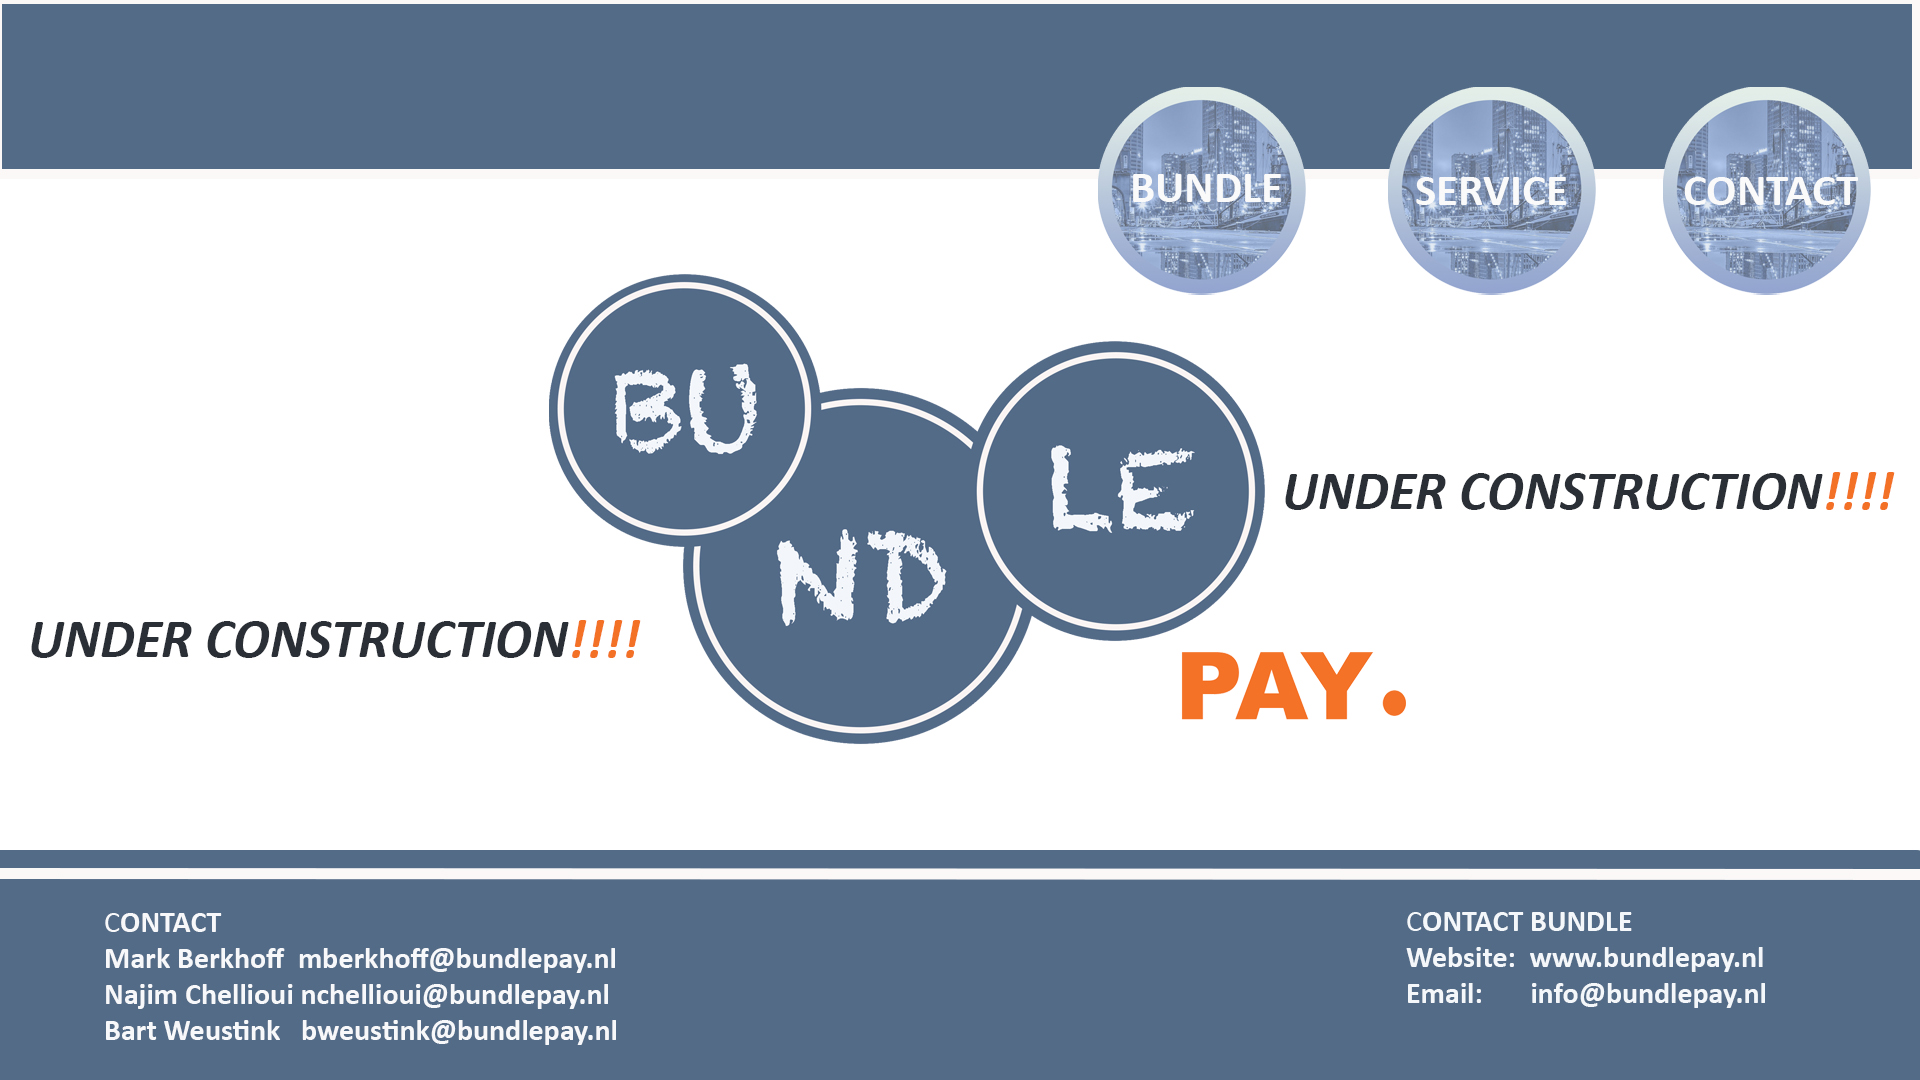 BUNDLE
SERVICE
CONTACT
BU
ND
LE
UNDER CONSTRUCTION!!!!
UNDER CONSTRUCTION!!!!
PAY.
CONTACT
Mark Berkhoff mberkhoff@bundlepay.nl
Najim Chellioui nchellioui@bundlepay.nl
Bart Weustink bweustink@bundlepay.nl
CONTACT BUNDLE
Website: www.bundlepay.nl
Email: info@bundlepay.nl